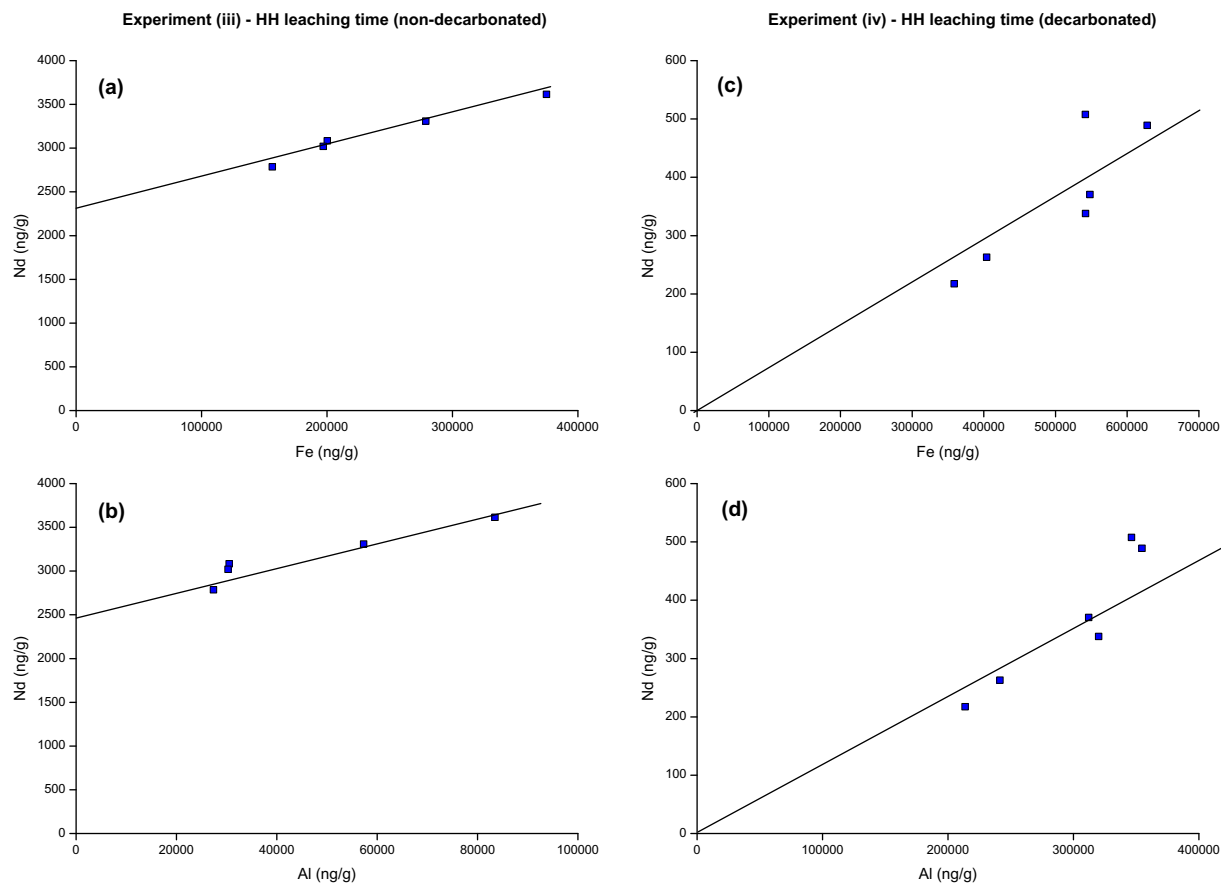 Experiment (iii) - HH leaching time (non-decarbonated)
Experiment (iv) - HH leaching time (decarbonated)
(a)
4000
3500
3000
2500
2000
1500
1000
500
0
Nd (ng/g)
0 100000 200000 300000 400000
Fe (ng/g)
(c)
600
500
400
300
200
100
0
Nd (ng/g)
0 100000 200000 300000 400000 500000 600000 700000
Fe (ng/g)
(b)
4000
3500
3000
2500
2000
1500
1000
500
0
Nd (ng/g)
0 20000 40000 60000 80000 100000
Al (ng/g)
(d)
600
500
400
300
200
100
0
Nd (ng/g)
0 100000 200000 300000 400000
Al (ng/g)